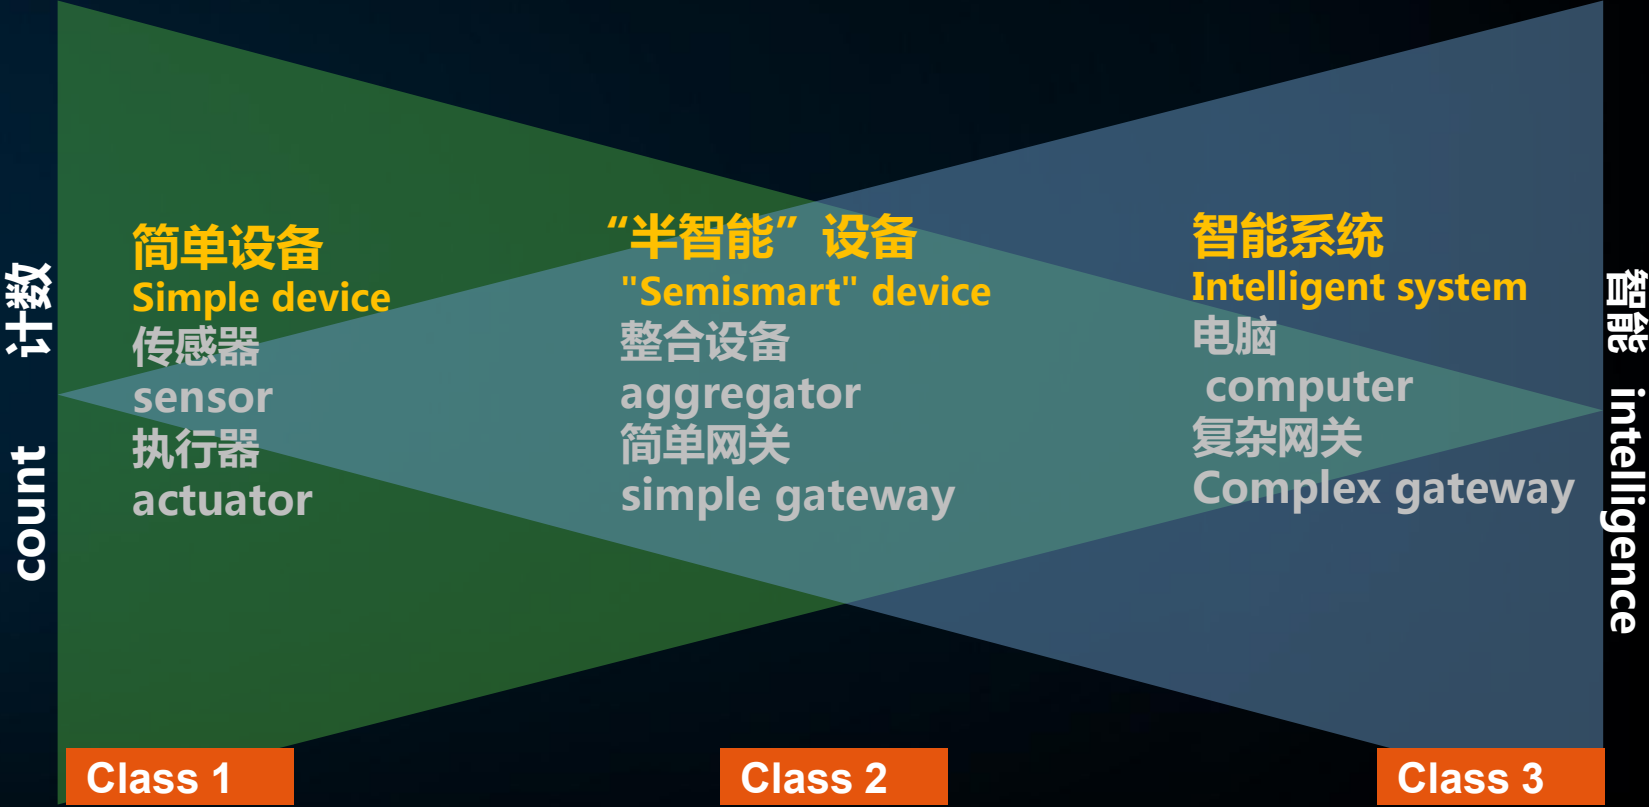 计数 count
简单设备
Simple device
传感器
sensor
执行器
actuator
“半智能”设备
"Semismart" device
整合设备
aggregator
简单网关
simple gateway
智能系统
Intelligent system
电脑
computer
复杂网关
Complex gateway
智能 intelligence
Class 1
Class 2
Class 3